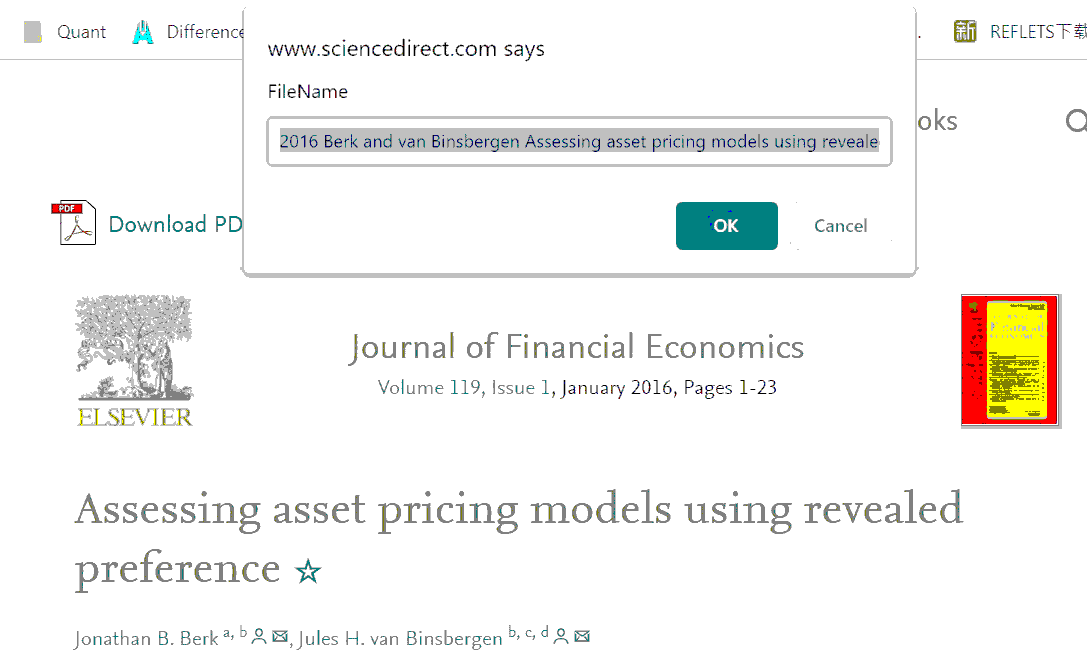 Quant
Difference
www.sciencedirect.com says
FileName
2016 Berk and van Binsbergen Assessing asset pricing models using reveale
OK
Cancel
.
新 REFLETS下载
oks
PDF
Download PD
ELSEVIER
Journal of Financial Economics
Volume 119, Issue 1, January 2016, Pages 1-23
Assessing asset pricing models using revealed
preference ☆
Jonathan B. Berk a, b, Jules H. van Binsbergen b, c, d